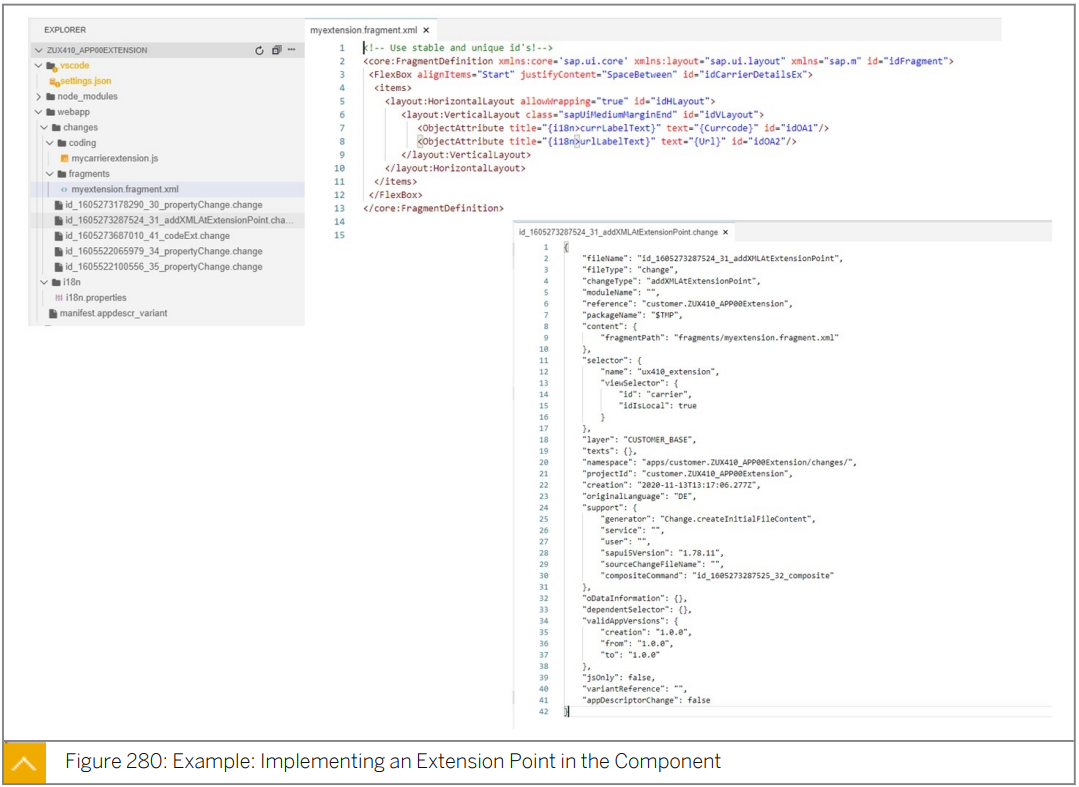 EXPLORER
ZUX410_APP00EXTENSION
vscode
settings.json
node_modules
webapp
changes
coding
mycarrierextension.js
fragments
myextension.fragment.xml
id_1605273178290_30_propertyChange.change
id_1605273287524_31_addXMLAtExtensionPoint.cha...
id_1605273687010_41_codeExt.change
id_1605522065979_34_propertyChange.change
id_1605522100556_35_propertyChange.change
i18n
i18n.properties
manifest.appdescr_variant
myextension.fragment.xml ×
1 <!-- Use stable and unique id's!-->
2 <core:FragmentDefinition xmlns:core='sap.ui.core' xmlns:layout="sap.ui.layout" xmlns="sap.m" id="idFragment">
3 <FlexBox alignItems="Start" justifyContent="SpaceBetween" id="idCarrierDetailsEx">
4 <items>
5 <layout:HorizontalLayout allowWrapping="true" id="idHLayout">
6 <layout:VerticalLayout class="sapUiMediumMarginEnd" id="idVLayout">
7 <ObjectAttribute title="{i18n>currLabelText}" text="{Currcode}" id="idOA1"/>
8 <ObjectAttribute title="{i18n>urlLabelText}" text="{Url}" id="idOA2"/>
9 </layout:VerticalLayout>
10 </layout:HorizontalLayout>
11 </items>
12 </FlexBox>
13 </core:FragmentDefinition>
14
15
id_1605273287524_31_addXMLAtExtensionPoint.change ×
1 {
2 "fileName": "id_1605273287524_31_addXMLAtExtensionPoint",
3 "fileType": "change",
4 "changeType": "addXMLAtExtensionPoint",
5 "moduleName": "",
6 "reference": "customer.ZUX410_APP00Extension",
7 "packageName": "$TMP",
8 "content": {
9 "fragmentPath": "fragments/myextension.fragment.xml"
10 },
11 "selector": {
12 "name": "ux410_extension",
13 "viewSelector": {
14 "id": "carrier",
15 "idIsLocal": true
16 }
17 },
18 "layer": "CUSTOMER_BASE",
19 "texts": {},
20 "namespace": "apps/customer.ZUX410_APP00Extension/changes/",
21 "projectId": "customer.ZUX410_APP00Extension",
22 "creation": "2020-11-13T13:17:06.277Z",
23 "originalLanguage": "DE",
24 "support": {
25 "generator": "Change.createInitialFileContent",
26 "service": "",
27 "user": "",
28 "sapui5Version": "1.78.11",
29 "sourceChangeFileName": "",
30 "compositeCommand": "id_1605273287525_32_composite"
31 },
32 "oDataInformation": {},
33 "dependentSelector": {},
34 "validAppVersions": {
35 "creation": "1.0.0",
36 "from": "1.0.0",
37 "to": "1.0.0"
38 },
39 "jsOnly": false,
40 "variantReference": "",
41 "appDescriptorChange": false
42 }
Figure 280: Example: Implementing an Extension Point in the Component